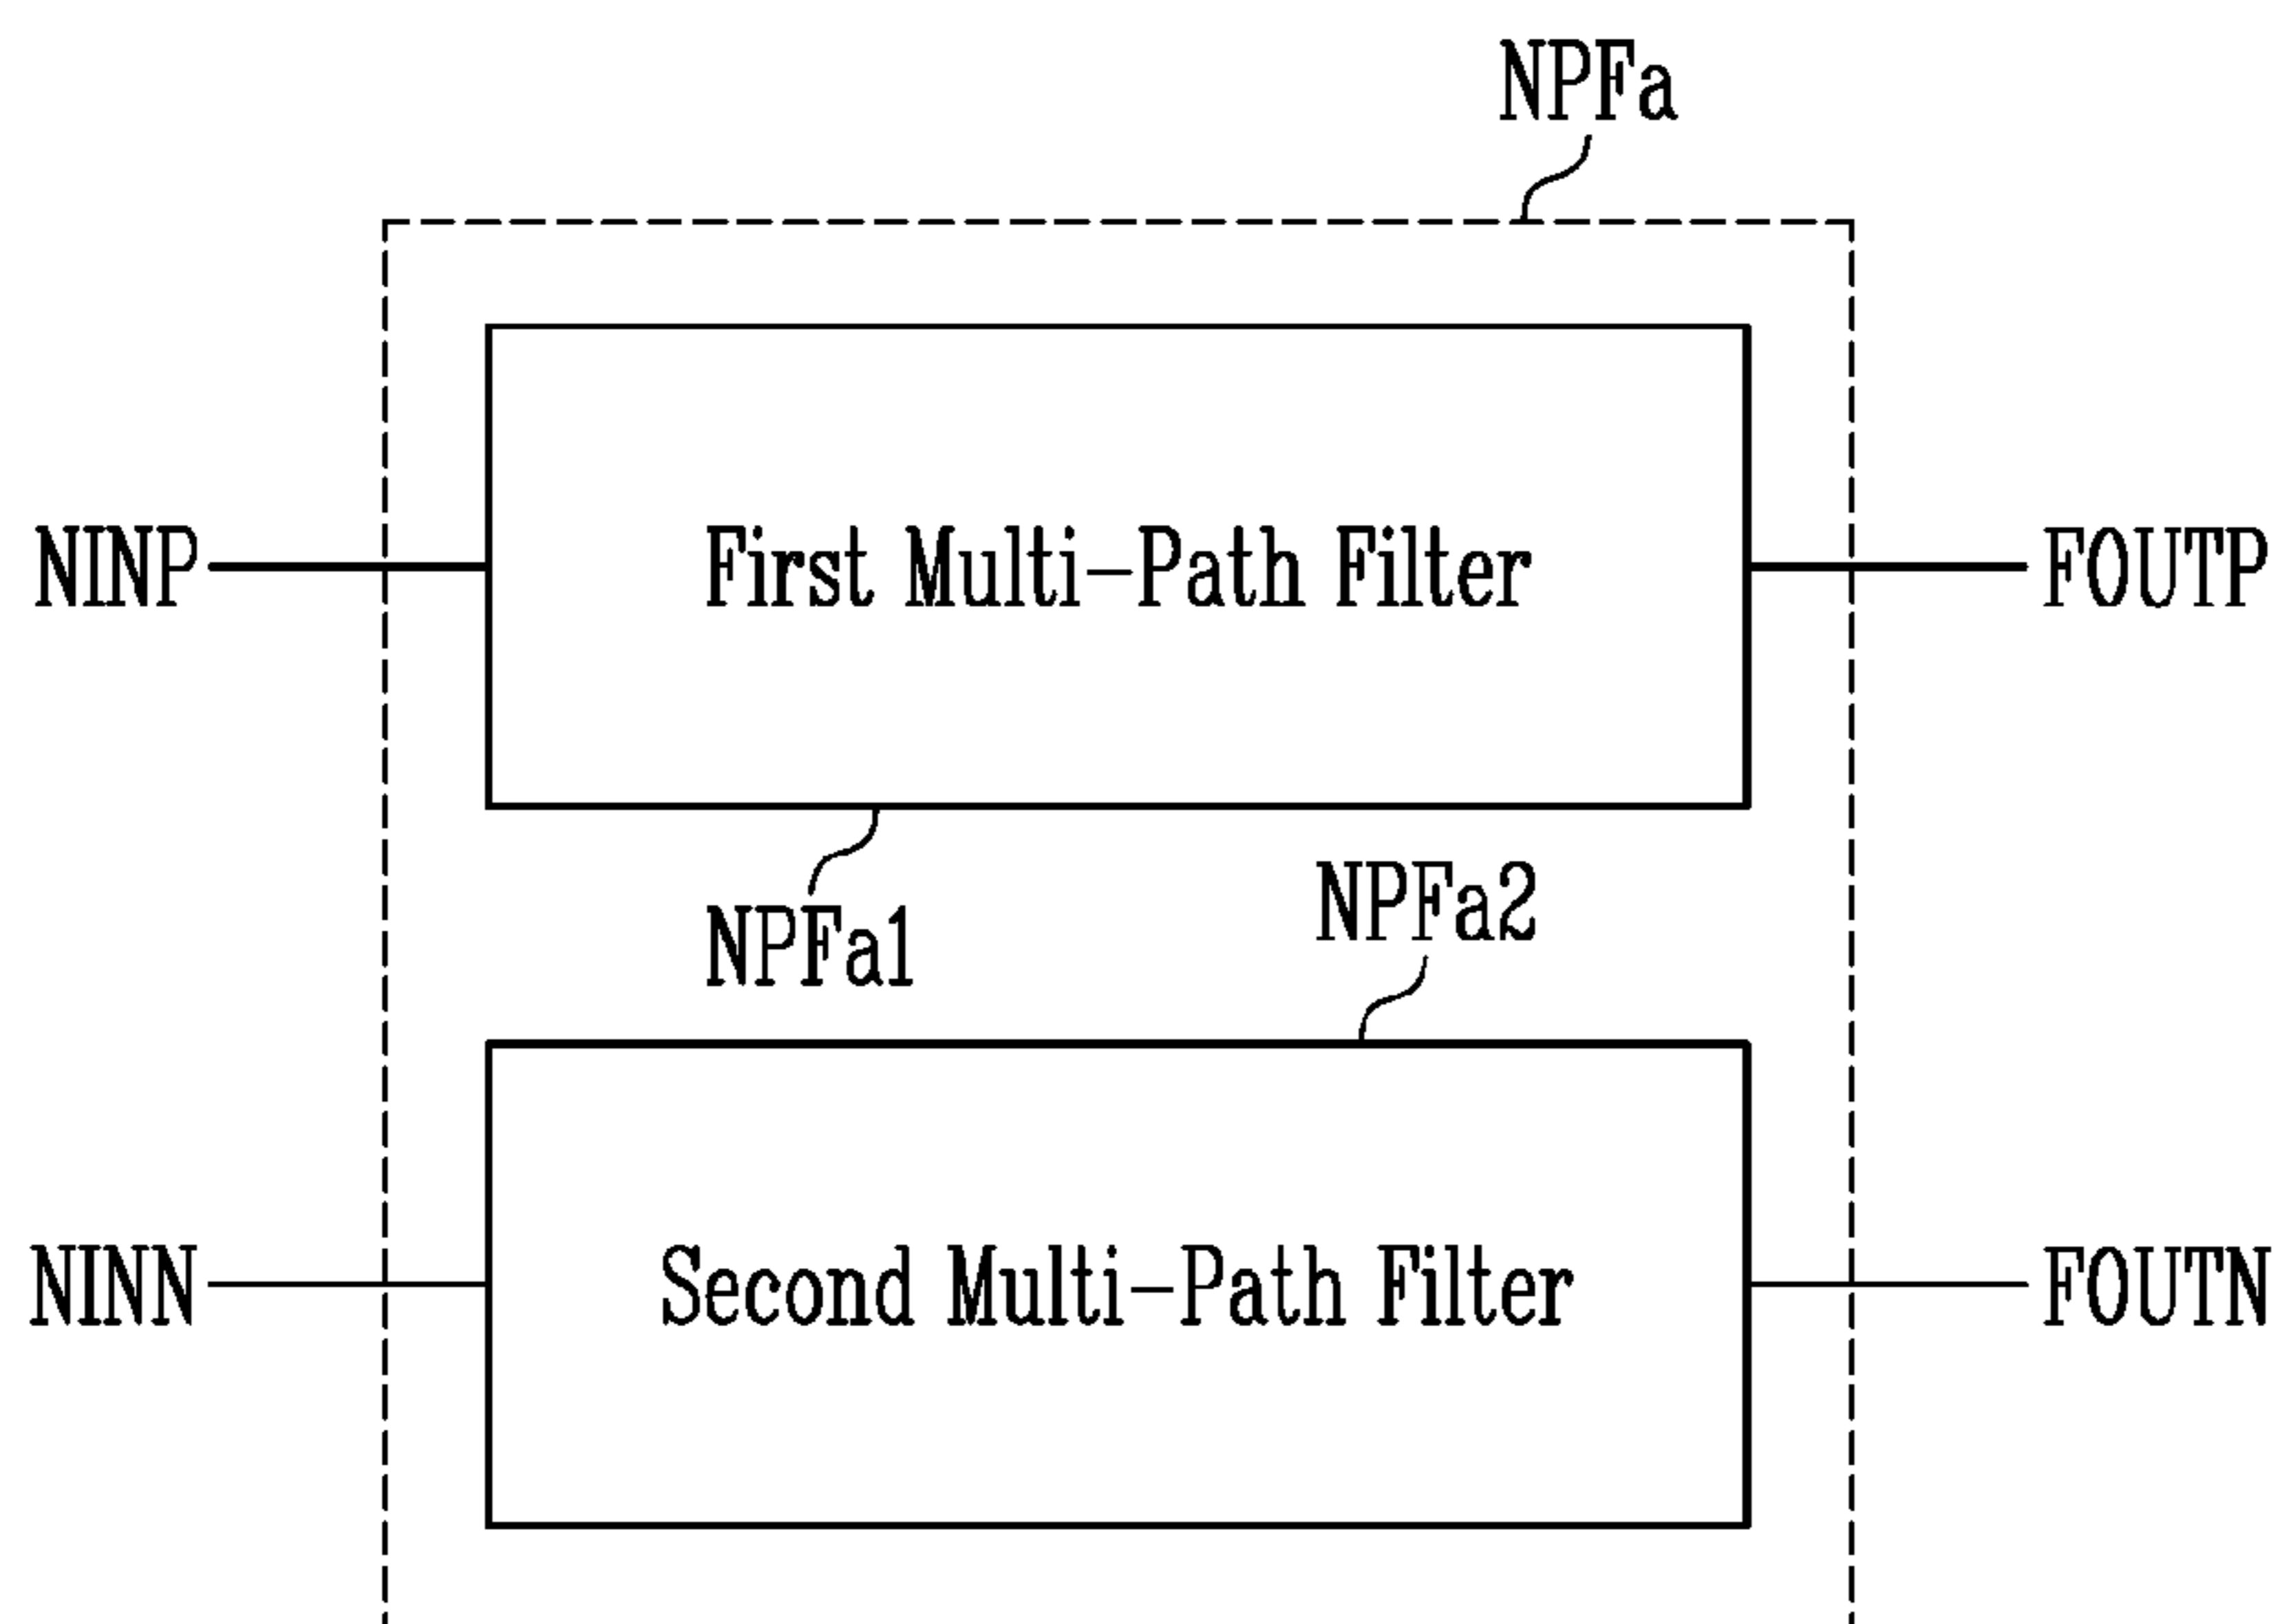 NPFa
NINP
First Multi-Path Filter
FOUTP
NPFa1
NPFa2
NINN
Second Multi-Path Filter
FOUTN